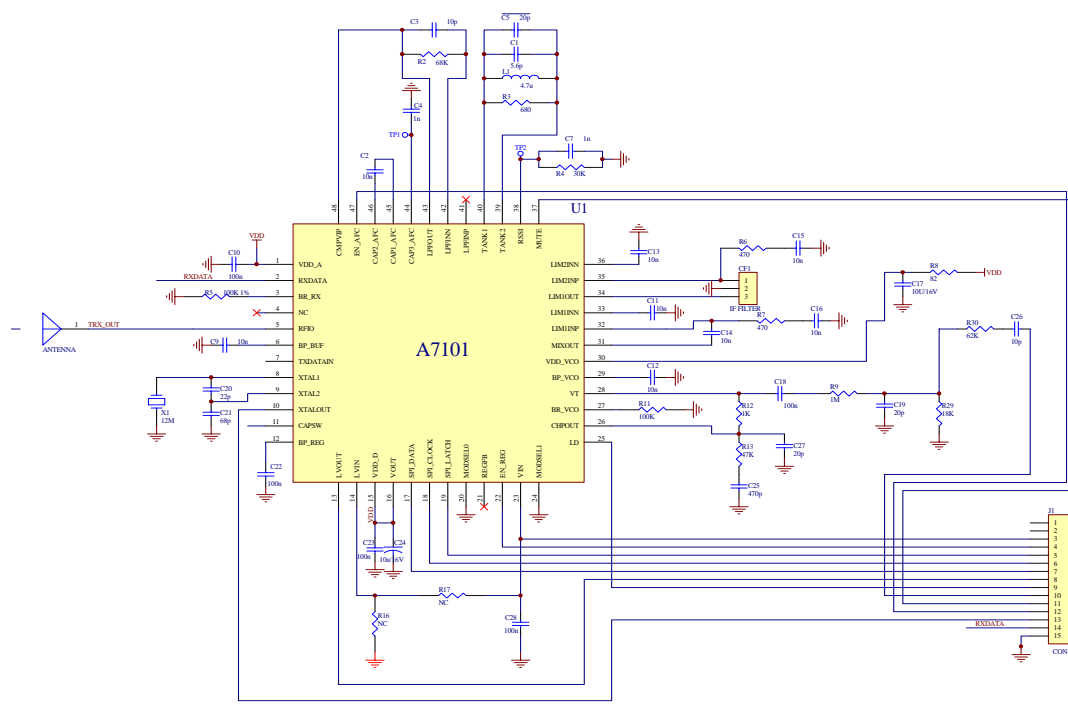 C3 10p
R2 68K
C5 20p
C1
5.6p
L1
4.7u
R3
680
C4
1n
TP1
C2
10n
TP2
C7 1n
R4 30K
48 47 46 45 44 43 42 41 40 39 38 37
U1
CMPVIP EN_AFC CAP2_AFC CAP1_AFC CAP3_AFC LPFOUT LPFINN LPFINP TANK1 TANK2 RSSI MUTE
VDD
C10
100n
1 VDD_A
RXDATA 2 RXDATA
R5 100K 1% 3 BR_RX
4 NC
ANTENNA 1 TRX_OUT 5 RFIO
C9 10n 6 BP_BUF
7 TXDATAIN
8 XTAL1
9 XTAL2
10 XTALOUT
11 CAPSW
12 BP_REG
C20
22p
C21
68p
X1
12M
C22
100n
A7101
LIM2INN 36
LIM2INP 35
LIM1OUT 34
LIM1INN 33
LIM1INP 32
MIXOUT 31
VDD_VCO 30
BP_VCO 29
VT 28
BR_VCO 27
CHPOUT 26
LD 25
C13
10n
R6
470
C15
10n
CF1
1
2
3
IF FILTER
C11
10n
C14
10n
R7
470
C16
10n
R8
82
VDD
C17
10U/16V
C12
10n
R11
100K
R12
1K
C18
100n
R9
1M
C19
20p
R29
18K
R30
62K
C26
10p
R13
47K
C27
20p
C25
470p
LVOUT LVIN VDD_D VOUT SPI_DATA SPI_CLOCK SPI_LATCH MODSEL0 REGFB EN_REG VIN MODSEL1
13 14 15 16 17 18 19 20 21 22 23 24
VDD
C23
100n
C24
10u/16V
R17
NC
R16
NC
C28
100n
J1
1
2
3
4
5
6
7
8
9
10
11
12
13
RXDATA 14
15
CON